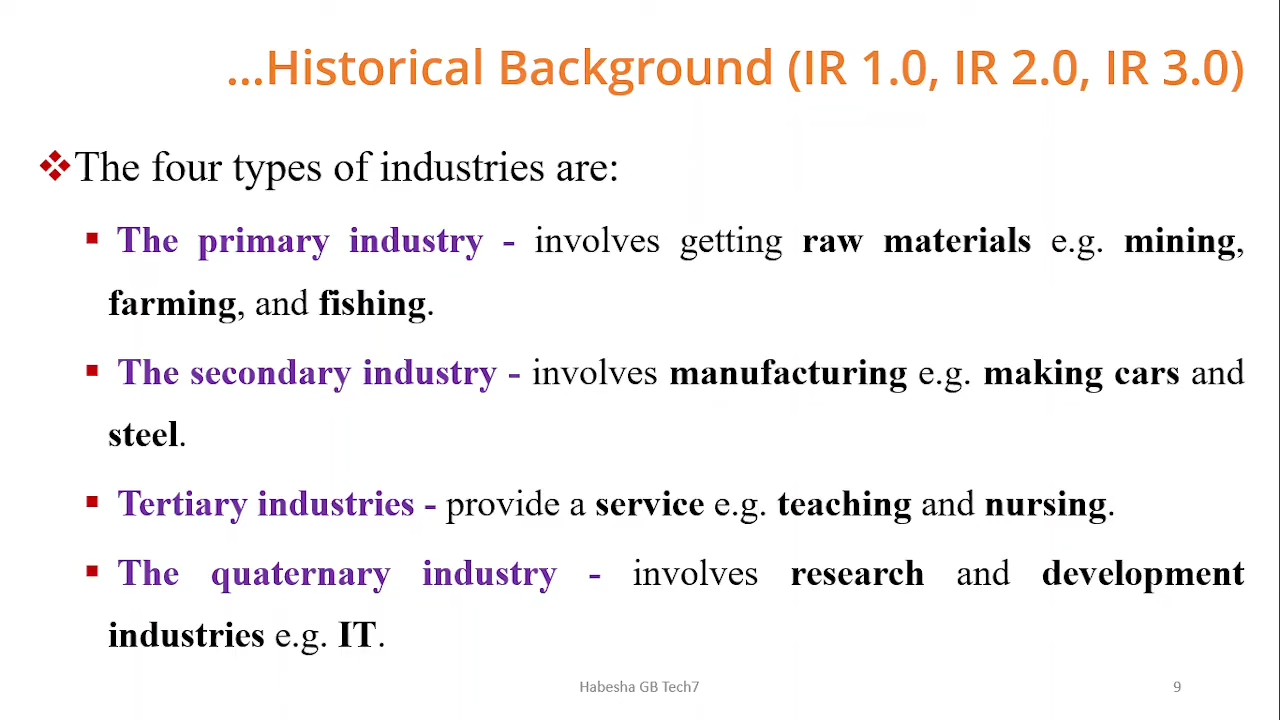 ...Historical Background (IR 1.0, IR 2.0, IR 3.0)
❖The four types of industries are:
▪ The primary industry - involves getting raw materials e.g. mining,
farming, and fishing.
▪ The secondary industry - involves manufacturing e.g. making cars and
steel.
▪ Tertiary industries - provide a service e.g. teaching and nursing.
▪ The quaternary industry - involves research and development
industries e.g. IT.
Habesha GB Tech7
9